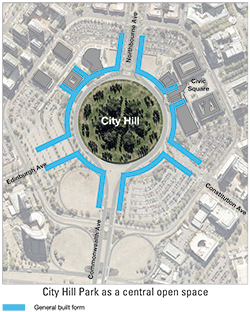 Northbourne Ave
Civic
Square
City Hill
Edinburgh Ave
Constitution Ave
Commonwealth Ave
City Hill Park as a central open space
General built form